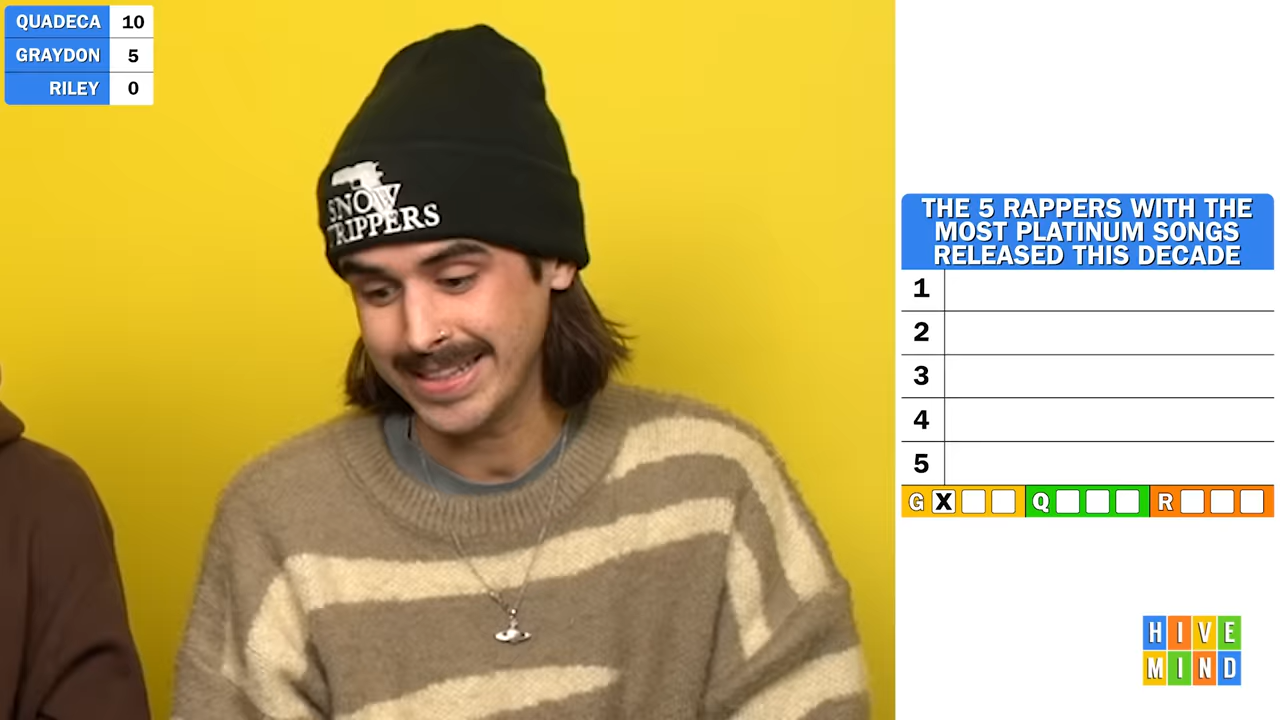 QUADECA 10
GRAYDON 5
RILEY 0
SNOW
STRIPPERS
THE 5 RAPPERS WITH THE
MOST PLATINUM SONGS
RELEASED THIS DECADE
1
2
3
4
5
G X Q R
HIVE
MIND